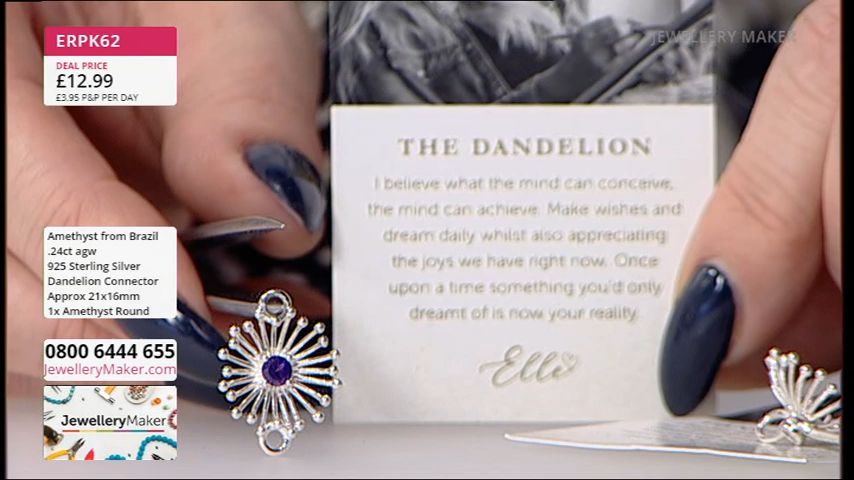 JEWELLERY MAKER
ERPK62
DEAL PRICE
£12.99
£3.95 P&P PER DAY
THE DANDELION
I believe what the mind can conceive,
the mind can achieve. Make wishes and
dream daily whilst also appreciating
the joys we have right now. Once
upon a time something you'd only
dreamt of is now your reality.
Elle
Amethyst from Brazil
.24ct agw
925 Sterling Silver
Dandelion Connector
Approx 21x16mm
1x Amethyst Round
0800 6444 655
JewelleryMaker.com
JewelleryMaker